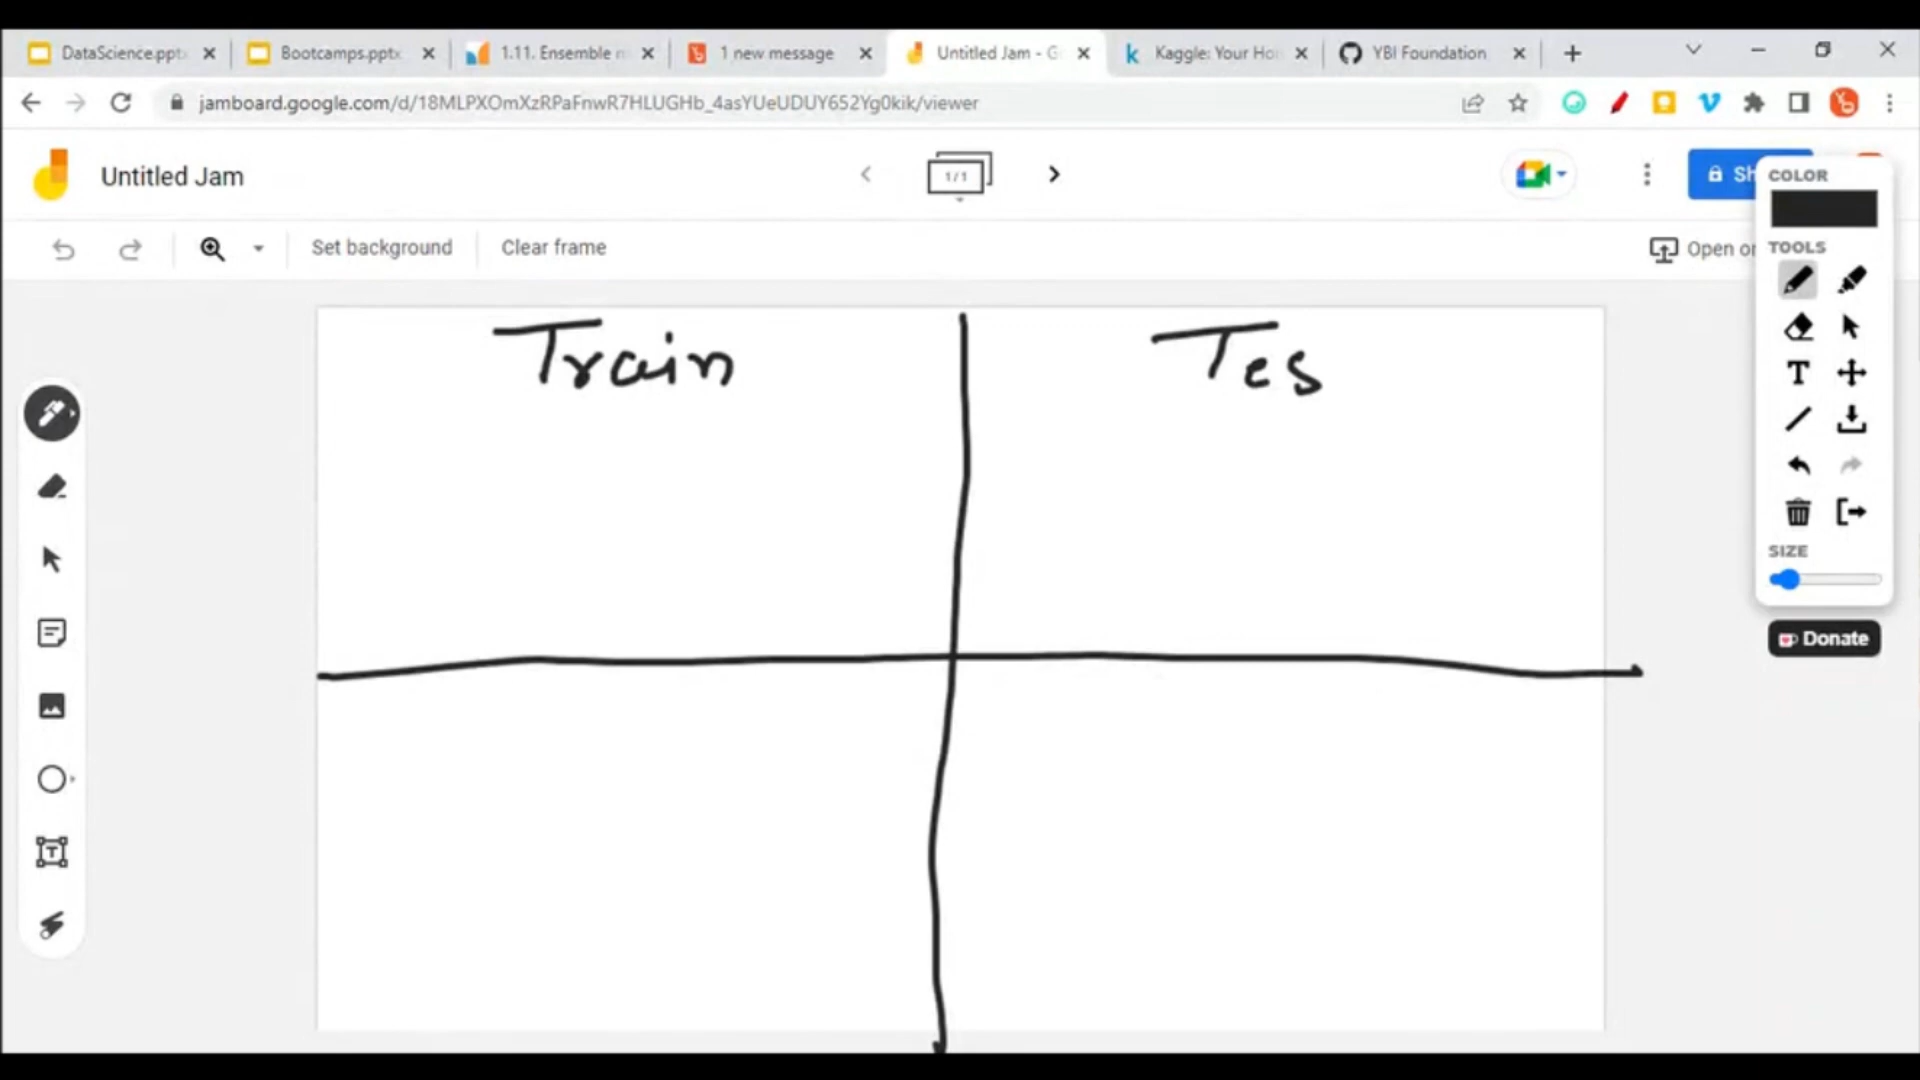 DataScience.ppt
Bootcamps.pptx
1.11. Ensemble m
1 new message
Untitled Jam - G
Kaggle: Your Ho
YBI Foundation
jamboard.google.com/d/18MLPXOmXzRPaFnwR7HLUGHb_4asYUeUDUY652Yg0kik/viewer
Untitled Jam
1/1
Sh
COLOR
Set background
Clear frame
Open o
TOOLS
Train
Tes
SIZE
Donate